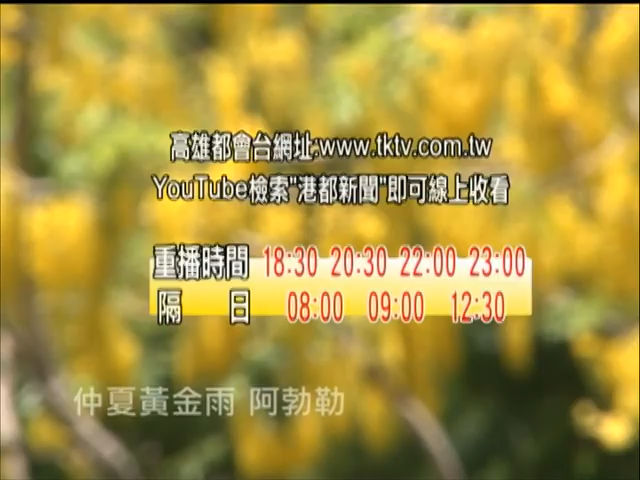 高雄都會台網址:www.tktv.com.tw
YouTube檢索"港都新聞"即可線上收看
重播時間 18:30 20:30 22:00 23:00
隔 日 08:00 09:00 12:30
仲夏黃金雨 阿勃勒